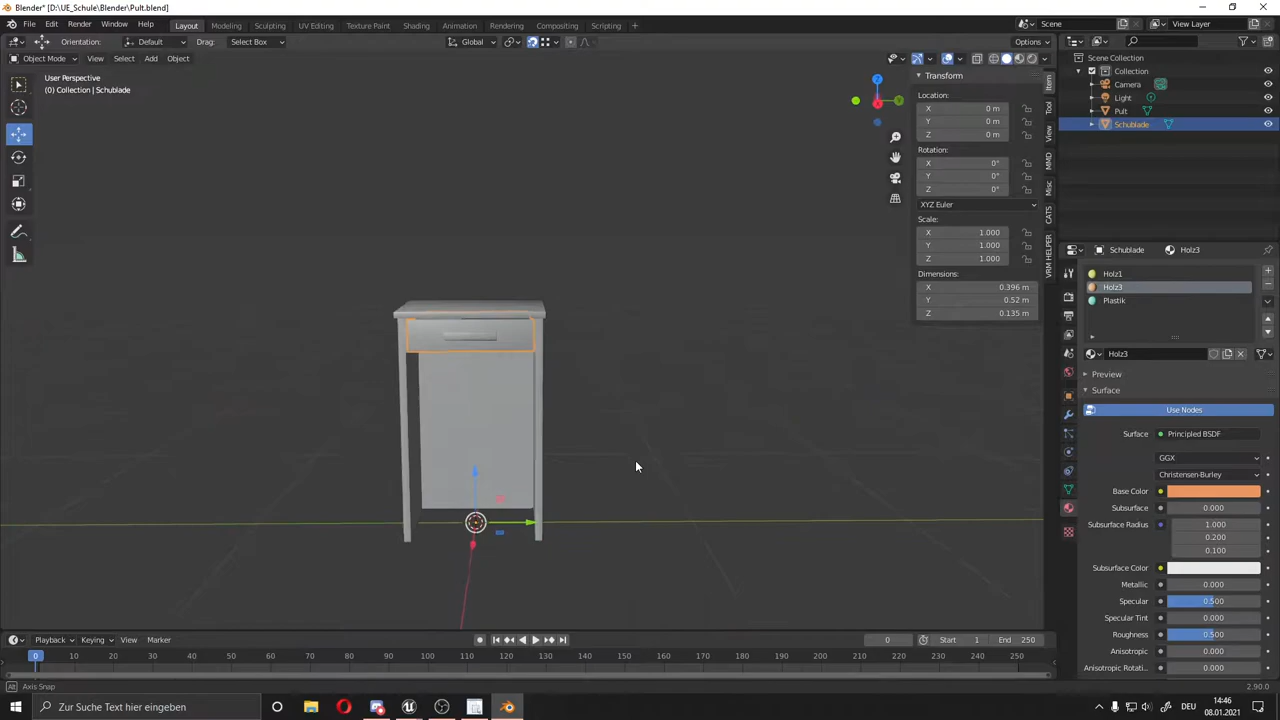 Blender* [D:\UE_Schule\Blender\Pult.blend]
File Edit Render Window Help Layout Modeling Sculpting UV Editing Texture Paint Shading Animation Rendering Compositing Scripting Scene View Layer
Orientation: Default Drag: Select Box Global Options
Object Mode View Select Add Object
User Perspective
(0) Collection | Schublade
Transform
Location:
X 0 m
Y 0 m
Z 0 m
Rotation:
X 0°
Y 0°
Z 0°
XYZ Euler
Scale:
X 1.000
Y 1.000
Z 1.000
Dimensions:
X 0.396 m
Y 0.52 m
Z 0.135 m
Item
Tool
View
MMD
Misc
CATS
VRM HELPER
Z
X
Scene Collection
Collection
Camera
Light
Pult
Schublade
Schublade Holz3
Holz1
Holz3
Plastik
Holz3
Preview
Surface
Use Nodes
Surface Principled BSDF
GGX
Christensen-Burley
Base Color
Subsurface 0.000
Subsurface Radius 1.000
0.200
0.100
Subsurface Color
Metallic 0.000
Specular 0.500
Specular Tint 0.000
Roughness 0.500
Anisotropic 0.000
Anisotropic Rotati... 0.000
Playback Keying View Marker 0 Start 1 End 250
0 10 20 30 40 50 60 70 80 90 100 110 120 130 140 150 160 170 180 190 200 210 220 230 240 250
Axis Snap 2.90.0
Zur Suche Text hier eingeben DEU 14:46
08.01.2021